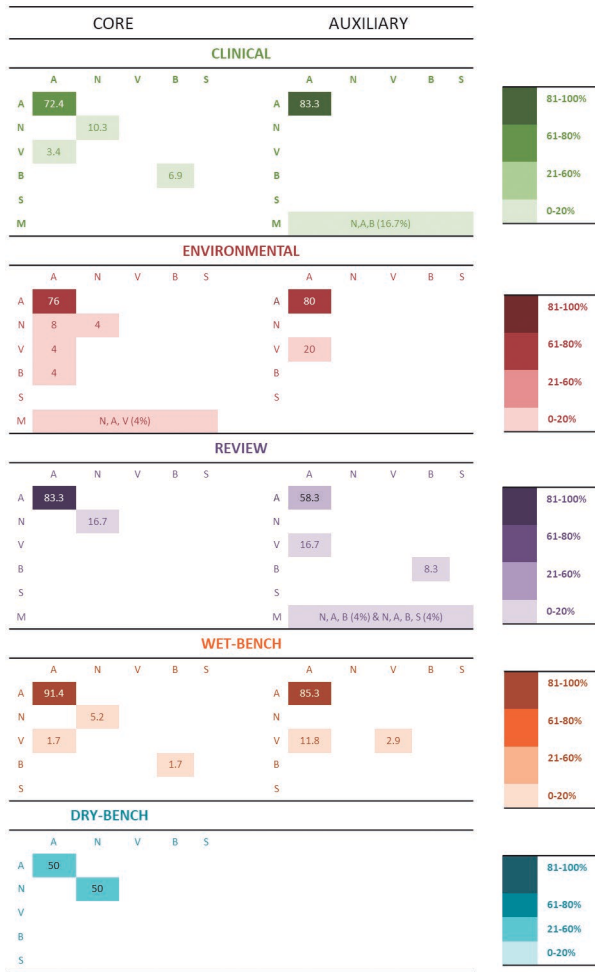 CORE AUXILIARY
CLINICAL
A N V B S A N V B S
A 72.4 A 83.3 81-100%
N 10.3 N
V 3.4 V 61-80%
B 6.9 B 21-60%
S S
M M N,A,B (16.7%) 0-20%
ENVIRONMENTAL
A N V B S A N V B S
A 76 A 80 81-100%
N 8 4 N
V 4 V 20 61-80%
B 4 B 21-60%
S S
M N, A, V (4%) 0-20%
REVIEW
A N V B S A N V B S
A 83.3 A 58.3 81-100%
N 16.7 N 61-80%
V V 16.7
B B 8.3 21-60%
S S
M M N, A, B (4%) & N, A, B, S (4%) 0-20%
WET-BENCH
A N V B S A N V B S
A 91.4 A 85.3 81-100%
N 5.2 N 61-80%
V 1.7 V 11.8 2.9
B 1.7 B 21-60%
S S 0-20%
DRY-BENCH
A N V B S
A 50 81-100%
N 50 61-80%
V 21-60%
B 0-20%
S